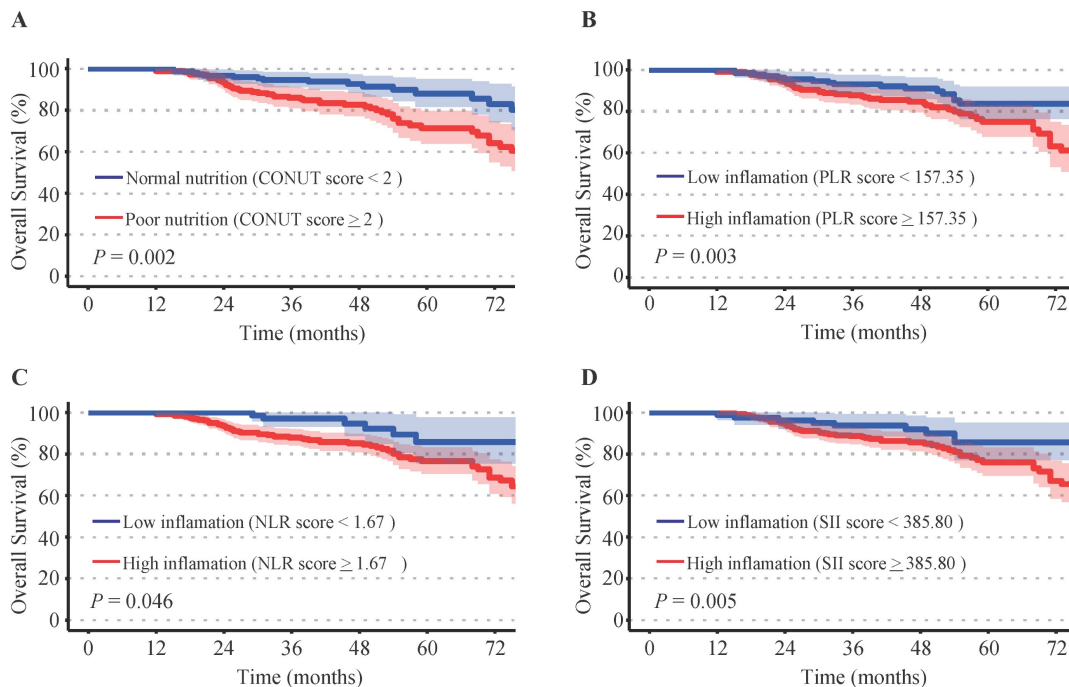 A
Overall Survival (%)
100
80
60
40
20
0
Normal nutrition (CONUT score < 2 )
Poor nutrition (CONUT score ≥ 2 )
P = 0.002
0 12 24 36 48 60 72
Time (months)
B
Overall Survival (%)
100
80
60
40
20
0
Low inflamation (PLR score < 157.35 )
High inflamation (PLR score ≥ 157.35 )
P = 0.003
0 12 24 36 48 60 72
Time (months)
C
Overall Survival (%)
100
80
60
40
20
0
Low inflamation (NLR score < 1.67 )
High inflamation (NLR score ≥ 1.67 )
P = 0.046
0 12 24 36 48 60 72
Time (months)
D
Overall Survival (%)
100
80
60
40
20
0
Low inflamation (SII score < 385.80 )
High inflamation (SII score ≥ 385.80 )
P = 0.005
0 12 24 36 48 60 72
Time (months)